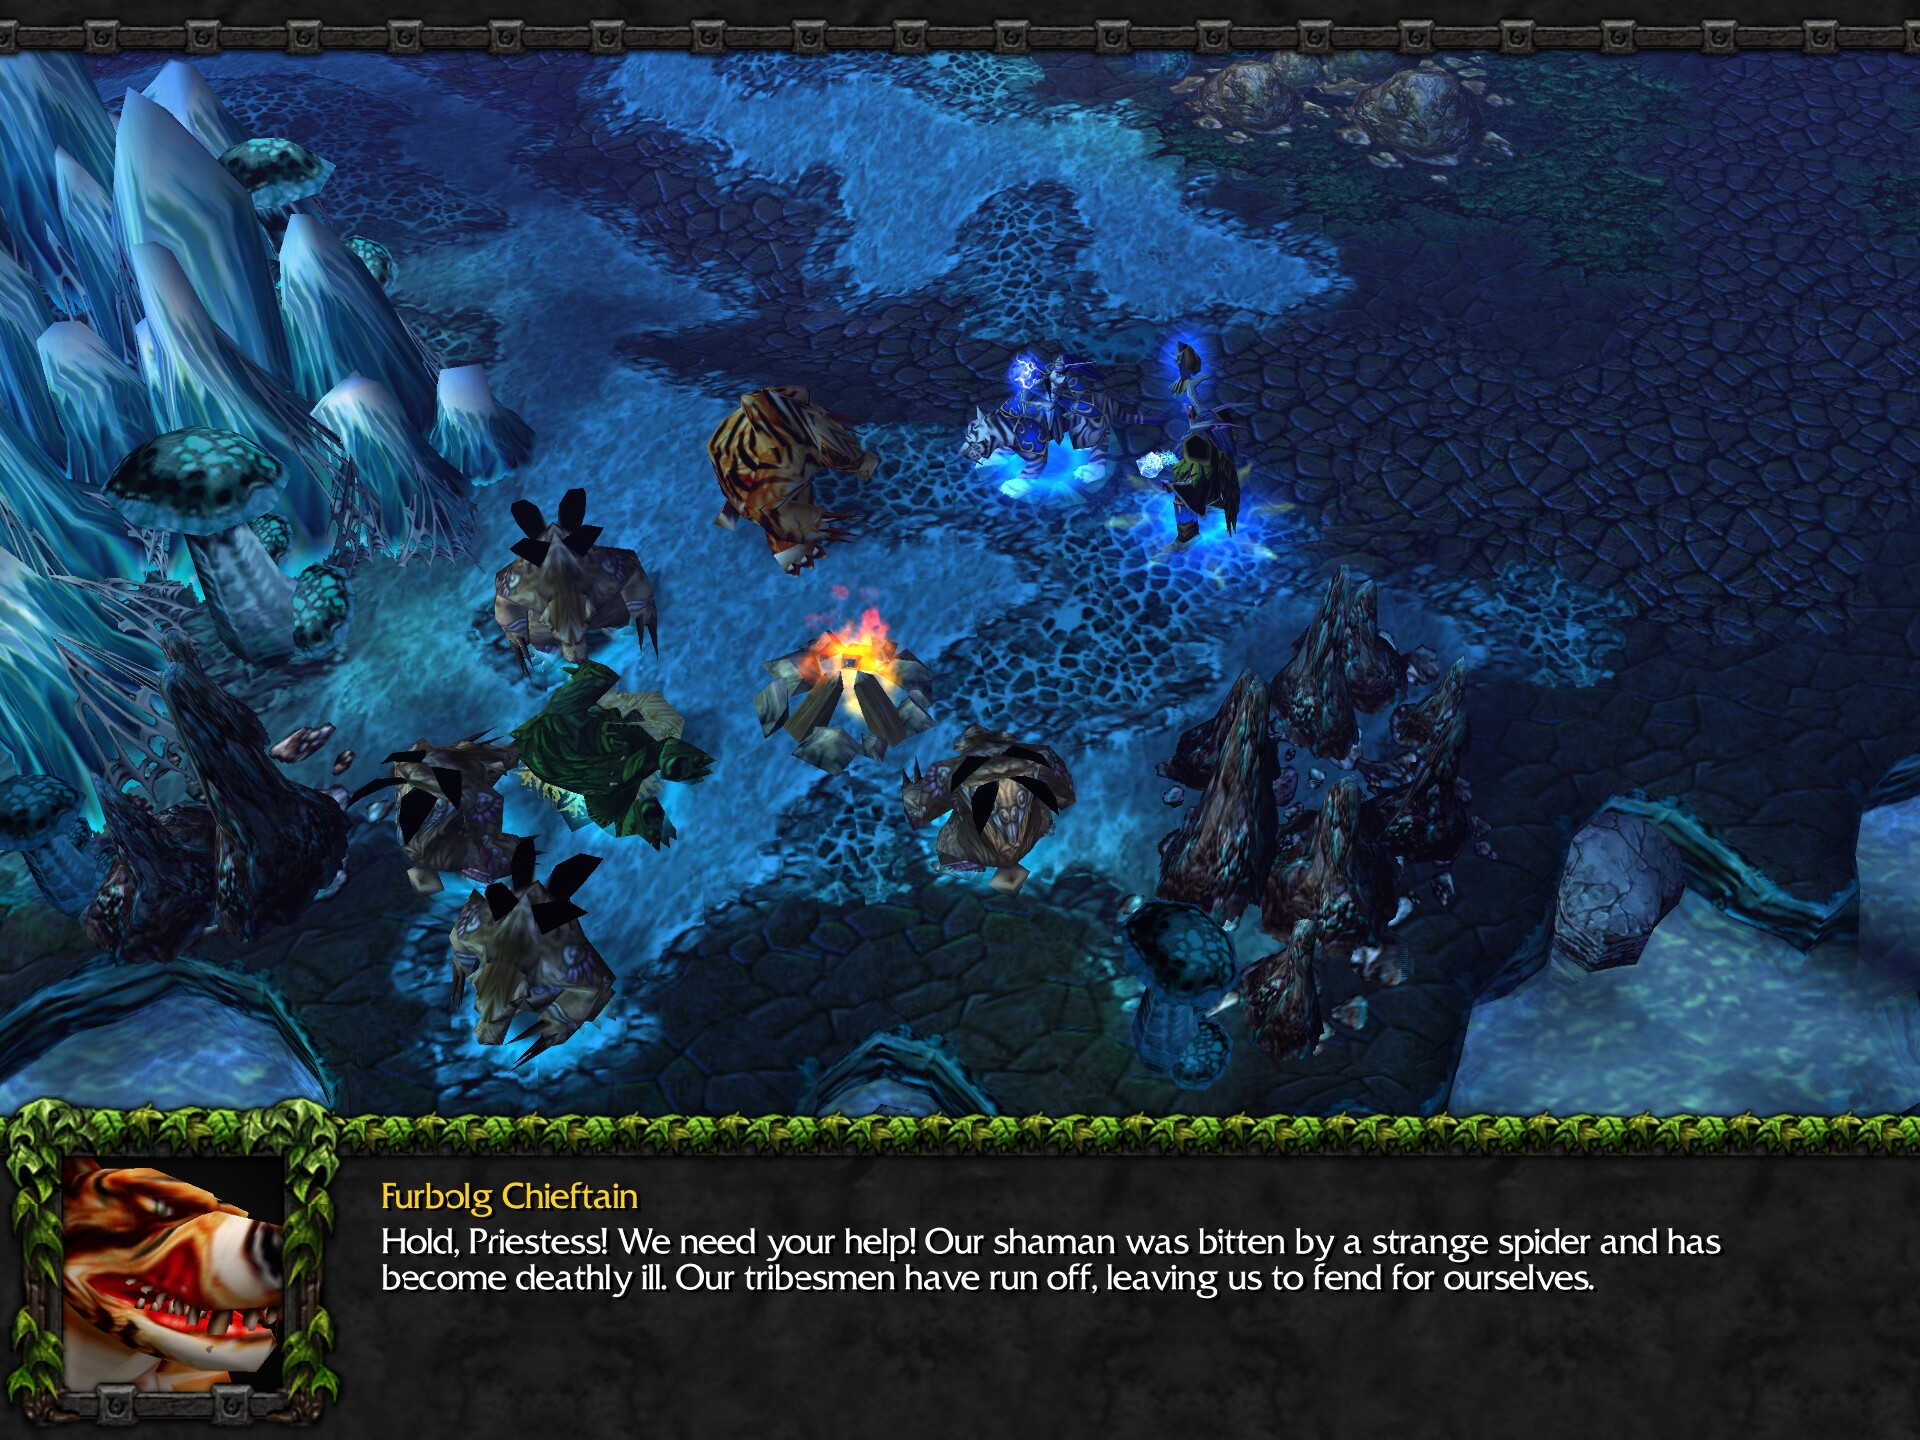 Furbolg Chieftain
Hold, Priestess! We need your help! Our shaman was bitten by a strange spider and has
become deathly ill. Our tribesmen have run off, leaving us to fend for ourselves.